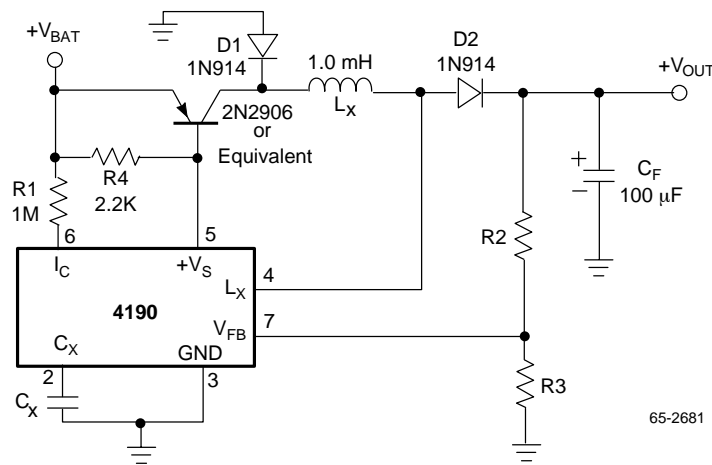 +VBAT
D1
1N914
1.0 mH
LX
D2
1N914
+VOUT
2N2906
or
Equivalent
R4
2.2K
R1
1M
+
−
CF
100 μF
R2
6
5
IC
+VS
4
LX
4190
7
VFB
CX
GND
2
3
R3
CX
65-2681